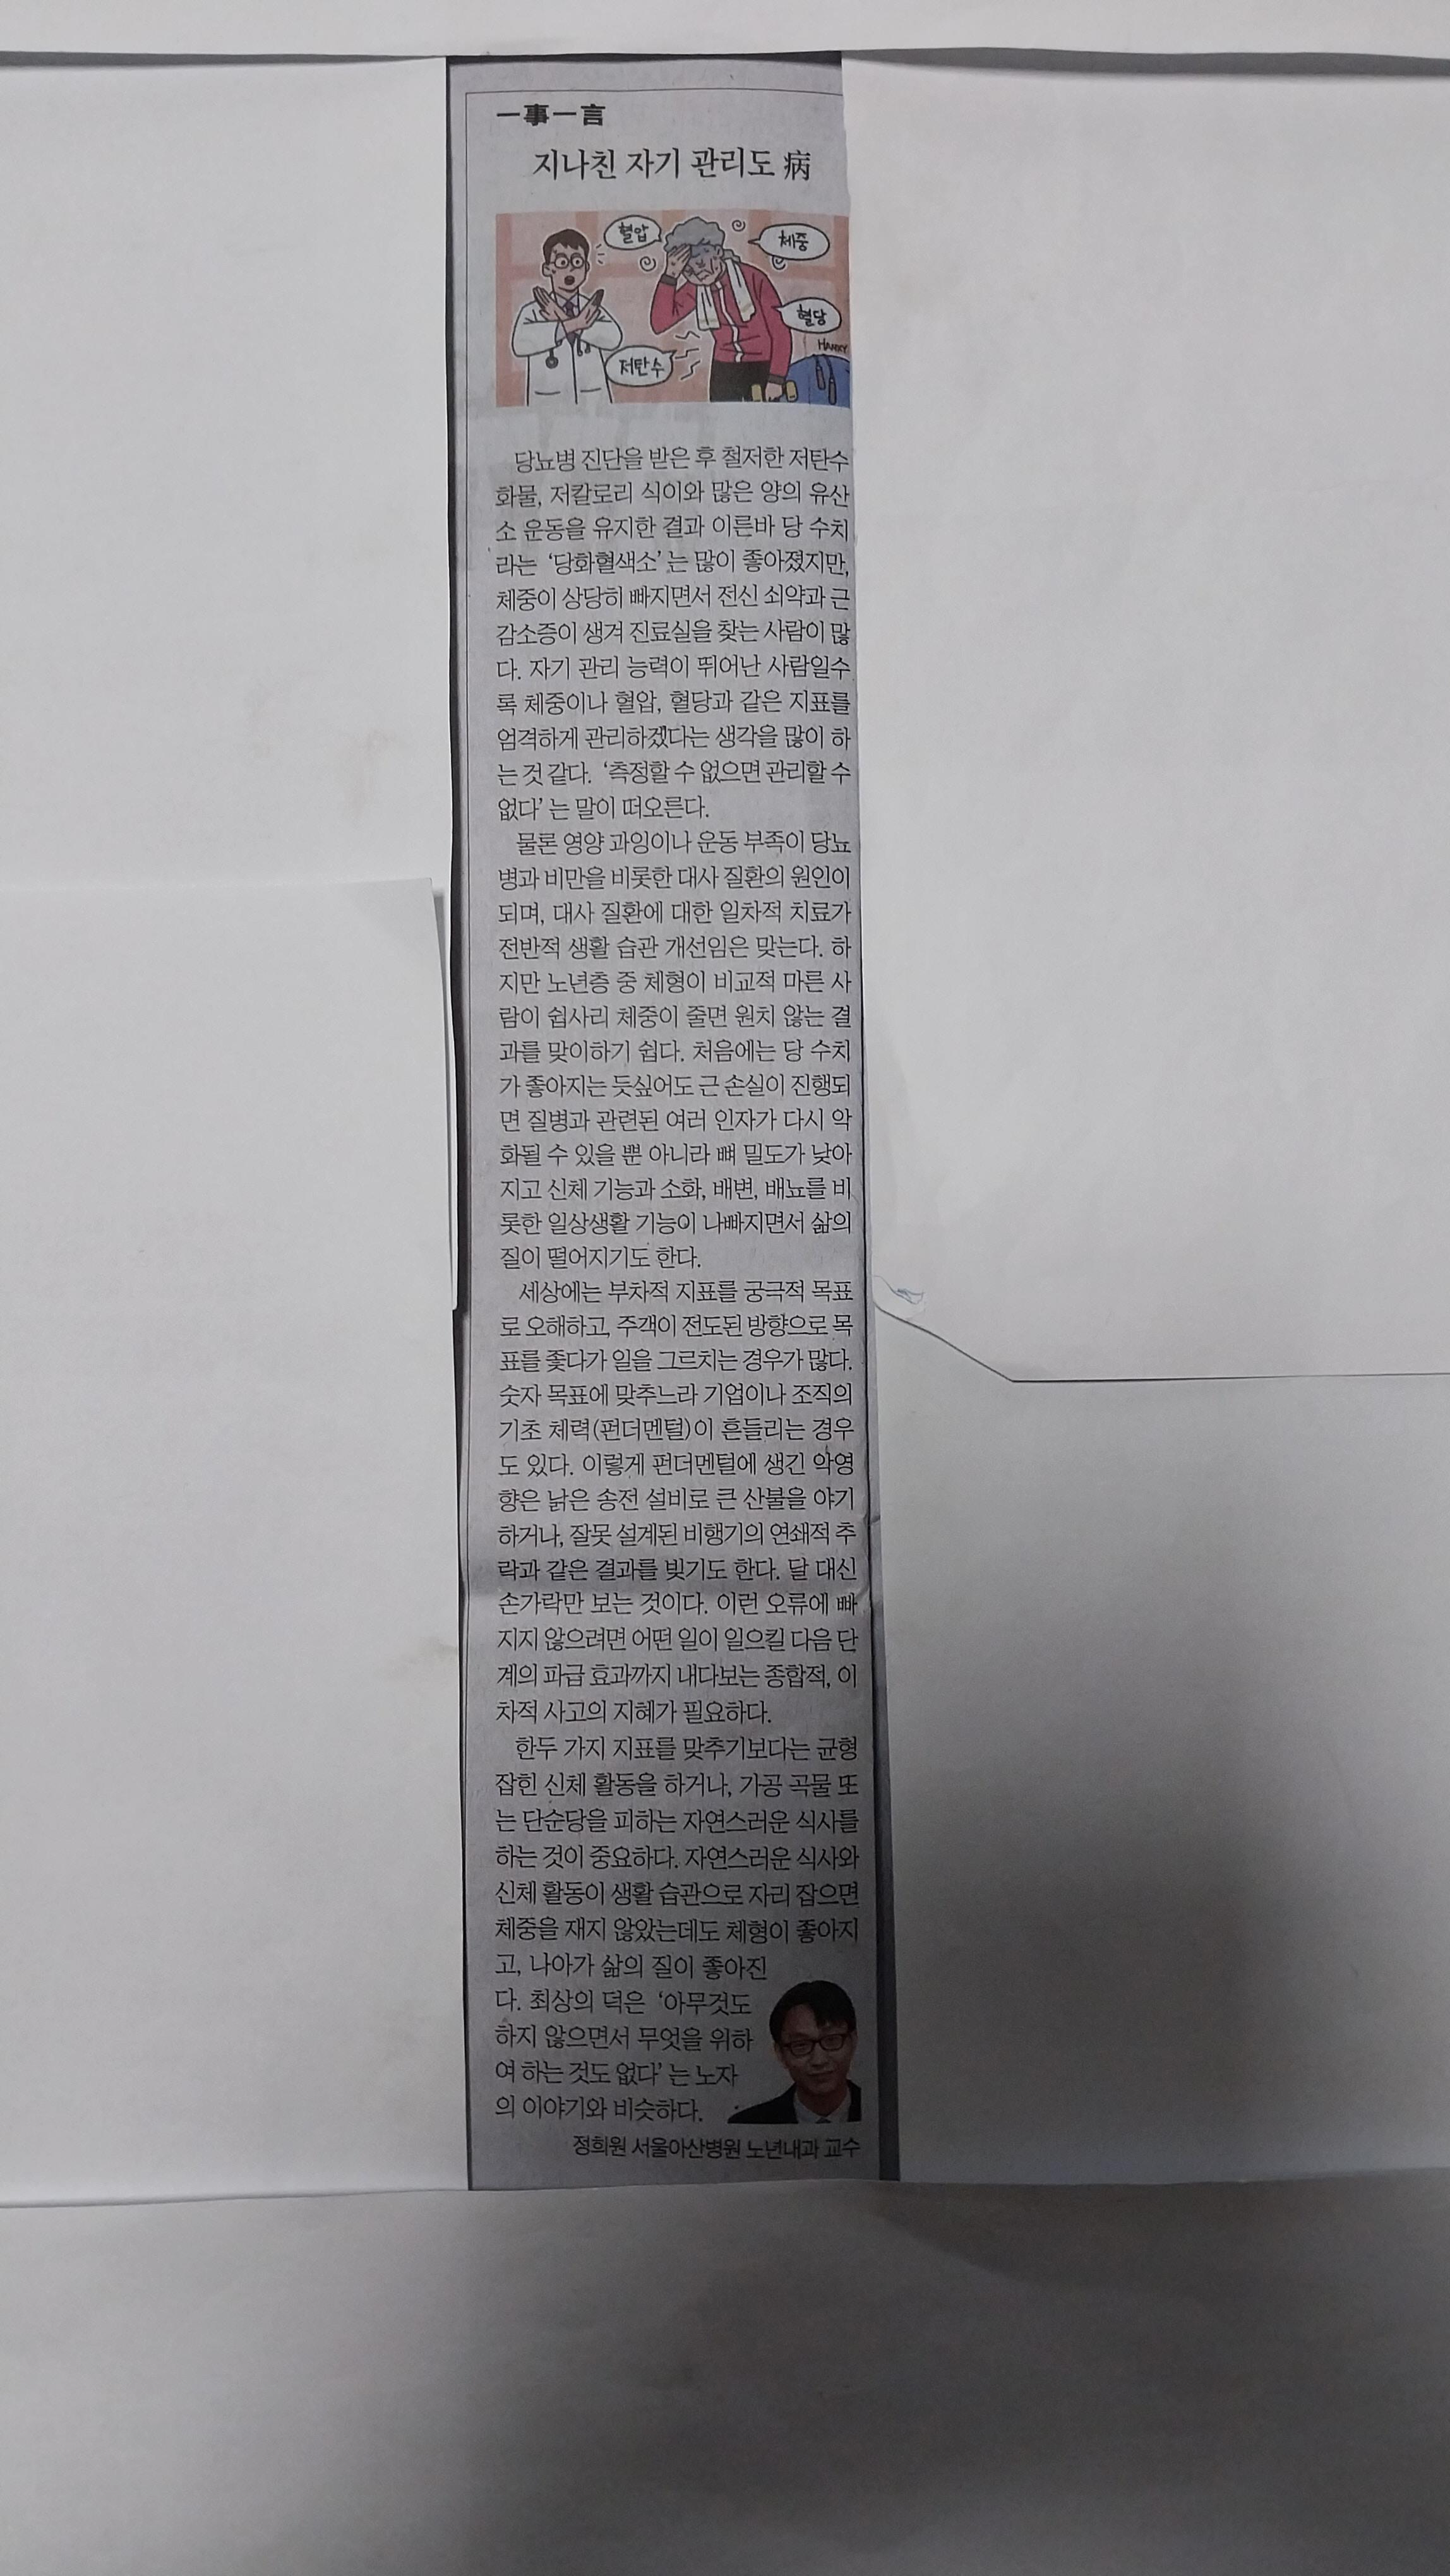 一事一言
지나친 자기 관리도 病
혈압
체중
혈당
HANKY
저탄수
당뇨병 진단을 받은 후 철저한 저탄수
화물, 저칼로리 식이와 많은 양의 유산
소 운동을 유지한 결과 이른바 당 수치
라는 ‘당화혈색소’는 많이 좋아졌지만,
체중이 상당히 빠지면서 전신 쇠약과 근
감소증이 생겨 진료실을 찾는 사람이 많
다. 자기 관리 능력이 뛰어난 사람일수
록 체중이나 혈압, 혈당과 같은 지표를
엄격하게 관리하겠다는 생각을 많이 하
는 것 같다. ‘측정할 수 없으면 관리할 수
없다’는 말이 떠오른다.
물론 영양 과잉이나 운동 부족이 당뇨
병과 비만을 비롯한 대사 질환의 원인이
되며, 대사 질환에 대한 일차적 치료가
전반적 생활 습관 개선임은 맞는다. 하
지만 노년층 중 체형이 비교적 마른 사
람이 쉽사리 체중이 줄면 원치 않는 결
과를 맞이하기 쉽다. 처음에는 당 수치
가 좋아지는 듯싶어도 근 손실이 진행되
면 질병과 관련된 여러 인자가 다시 악
화될 수 있을 뿐 아니라 뼈 밀도가 낮아
지고 신체 기능과 소화, 배변, 배뇨를 비
롯한 일상생활 기능이 나빠지면서 삶의
질이 떨어지기도 한다.
세상에는 부차적 지표를 궁극적 목표
로 오해하고, 주객이 전도된 방향으로 목
표를 좇다가 일을 그르치는 경우가 많다.
숫자 목표에 맞추느라 기업이나 조직의
기초 체력(펀더멘털)이 흔들리는 경우
도 있다. 이렇게 펀더멘털에 생긴 악영
향은 낡은 송전 설비로 큰 산불을 야기
하거나, 잘못 설계된 비행기의 연쇄적 추
락과 같은 결과를 빚기도 한다. 달 대신
손가락만 보는 것이다. 이런 오류에 빠
지지 않으려면 어떤 일이 일으킬 다음 단
계의 파급 효과까지 내다보는 종합적, 이
차적 사고의 지혜가 필요하다.
한두 가지 지표를 맞추기보다는 균형
잡힌 신체 활동을 하거나, 가공 곡물 또
는 단순당을 피하는 자연스러운 식사를
하는 것이 중요하다. 자연스러운 식사와
신체 활동이 생활 습관으로 자리 잡으면
체중을 재지 않았는데도 체형이 좋아지
고, 나아가 삶의 질이 좋아진
다. 최상의 덕은 ‘아무것도
하지 않으면서 무엇을 위하
여 하는 것도 없다’는 노자
의 이야기와 비슷하다.
정희원 서울아산병원 노년내과 교수